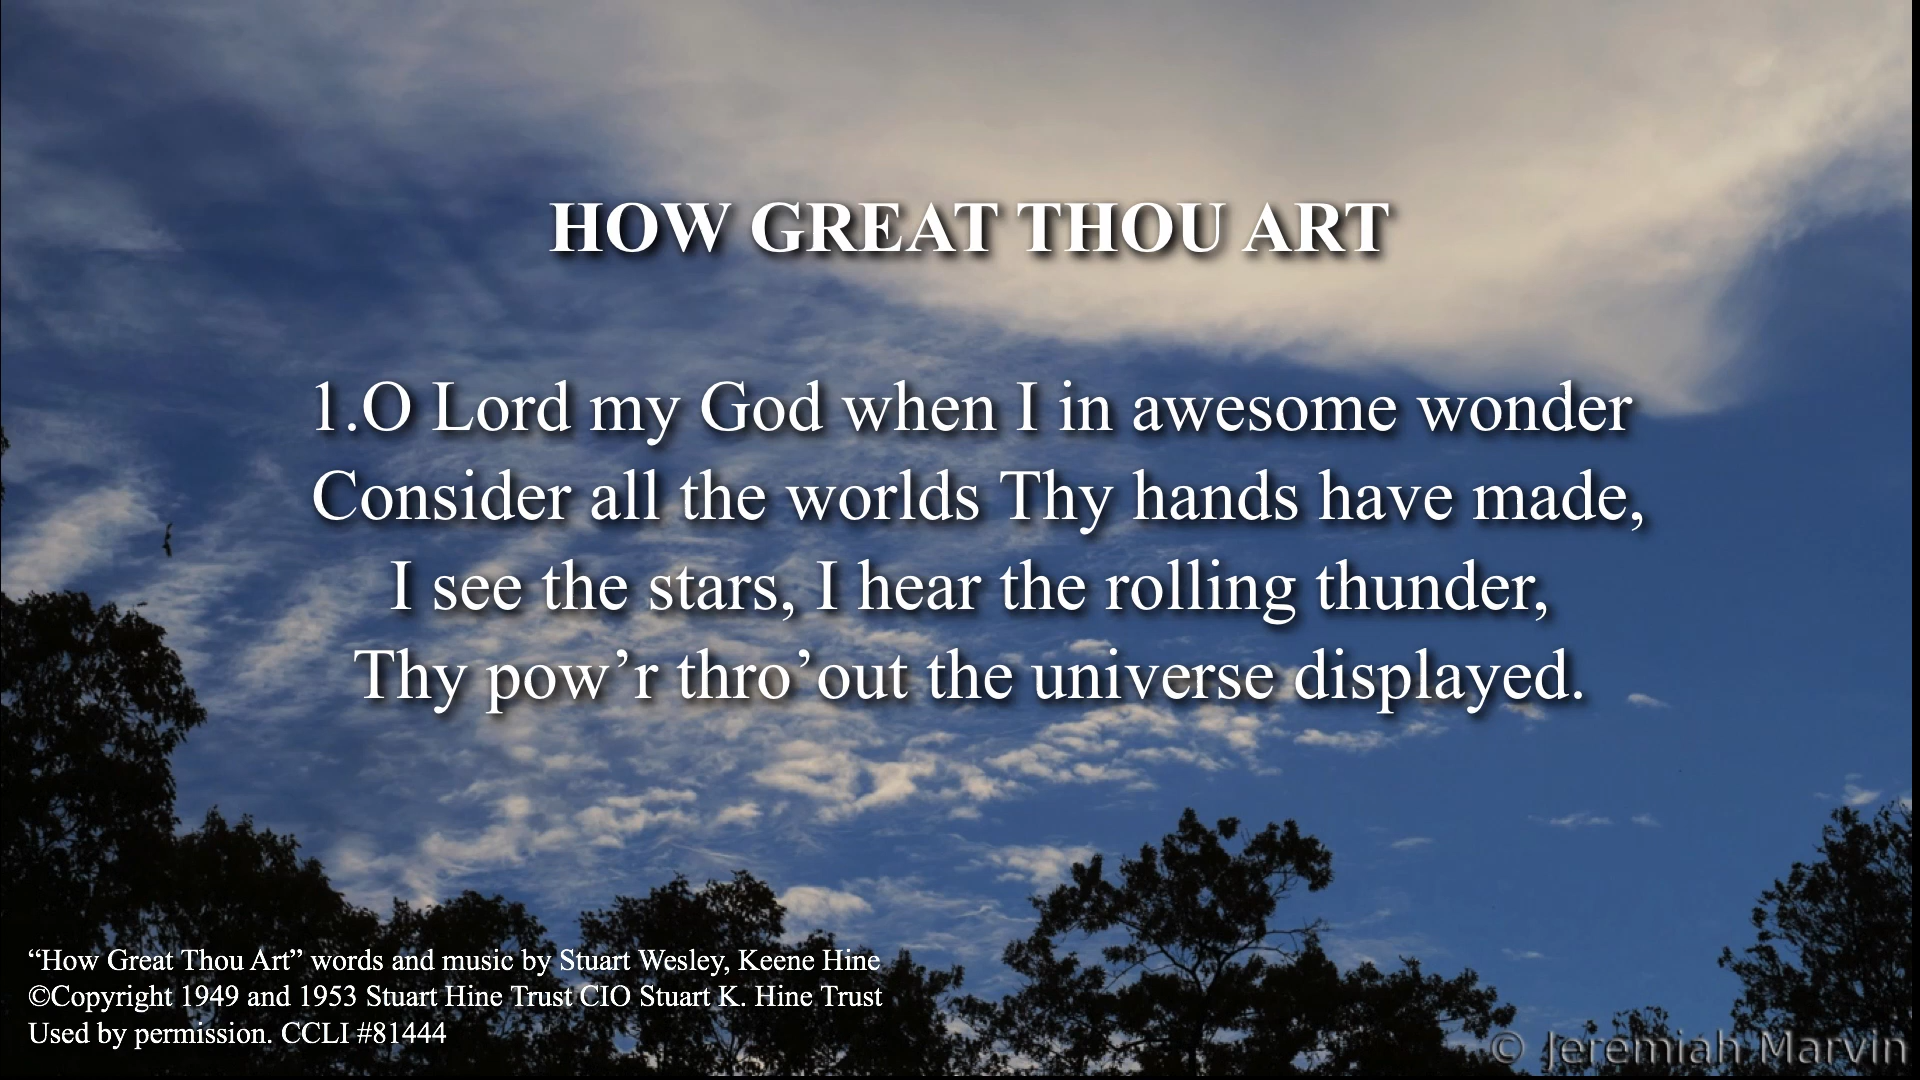 HOW GREAT THOU ART
1.O Lord my God when I in awesome wonder
Consider all the worlds Thy hands have made,
I see the stars, I hear the rolling thunder,
Thy pow’r thro’out the universe displayed.
“How Great Thou Art” words and music by Stuart Wesley, Keene Hine
©Copyright 1949 and 1953 Stuart Hine Trust CIO Stuart K. Hine Trust
Used by permission. CCLI #81444
© Jeremiah Marvin